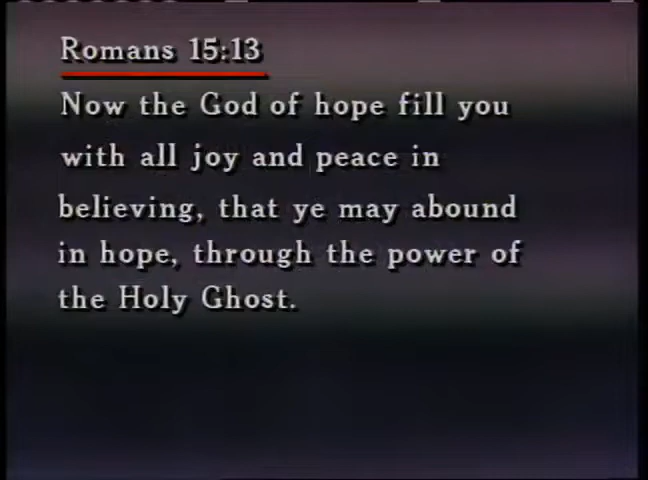 Romans 15:13
Now the God of hope fill you
with all joy and peace in
believing, that ye may abound
in hope, through the power of
the Holy Ghost.